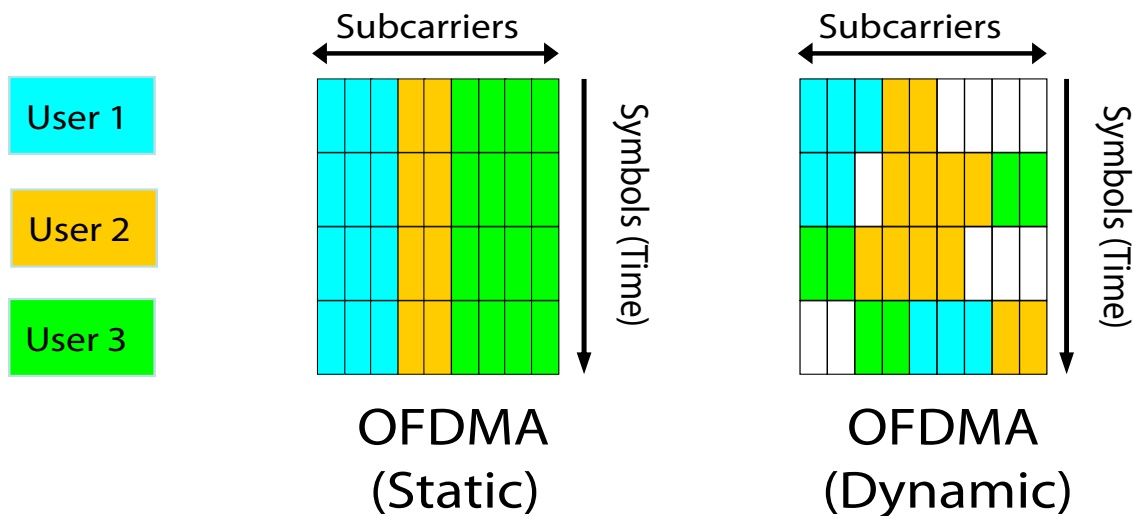 Subcarriers
Subcarriers
User 1
User 2
User 3
Symbols (Time)
Symbols (Time)
OFDMA
(Static)
OFDMA
(Dynamic)